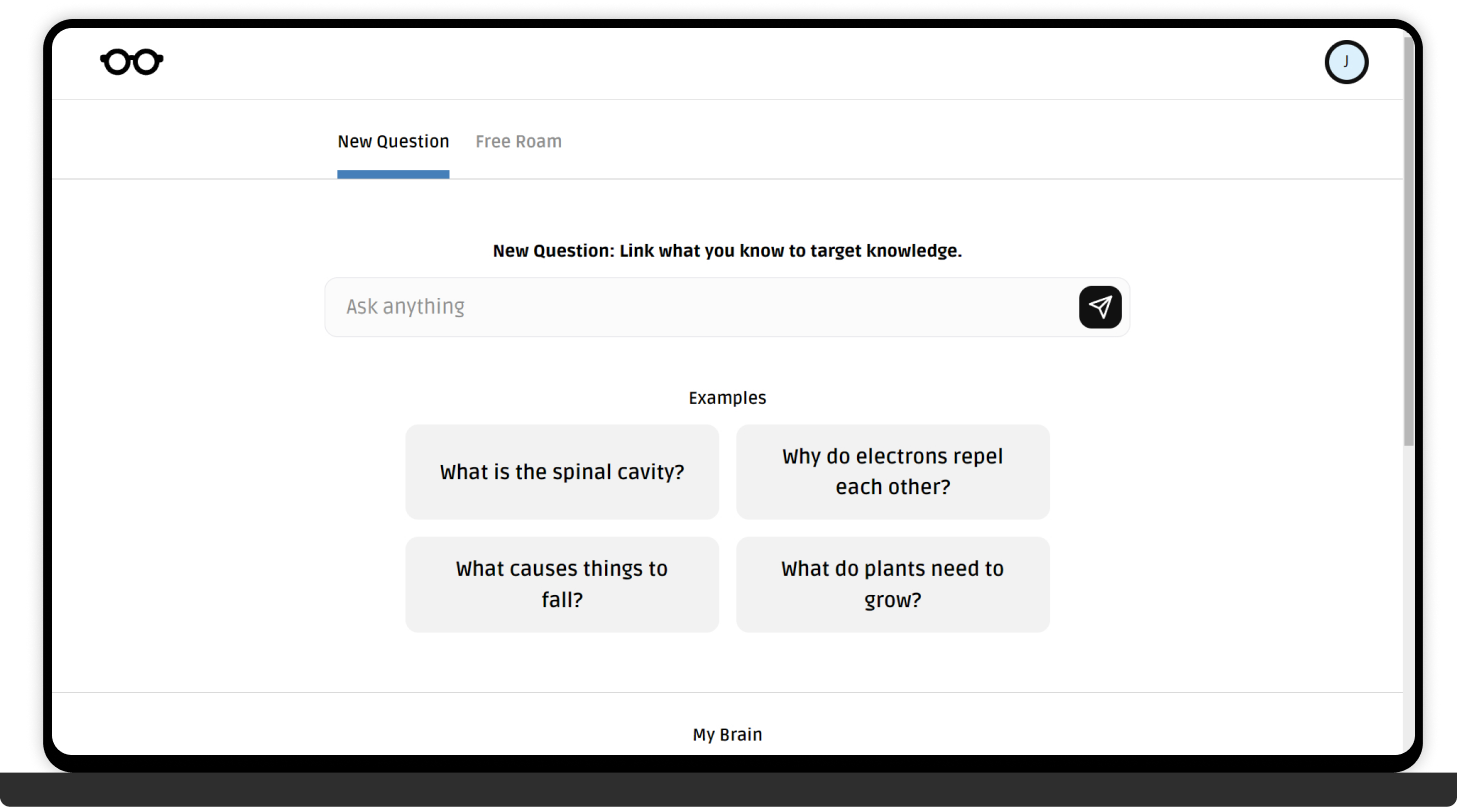 J
New Question Free Roam
New Question: Link what you know to target knowledge.
Ask anything
Examples
What is the spinal cavity?
Why do electrons repel
each other?
What causes things to
fall?
What do plants need to
grow?
My Brain